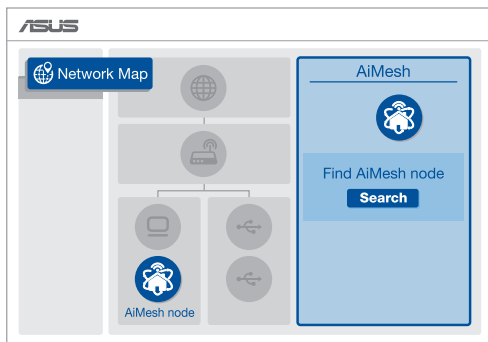 ASUS
Network Map
AiMesh
Find AiMesh node
Search
AiMesh node